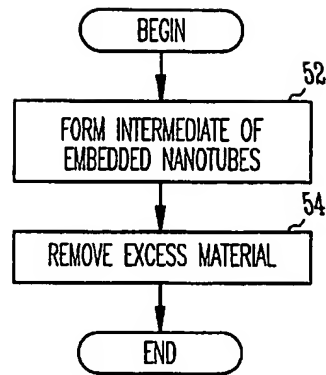 BEGIN
52
FORM INTERMEDIATE OF
EMBEDDED NANOTUBES
54
REMOVE EXCESS MATERIAL
END